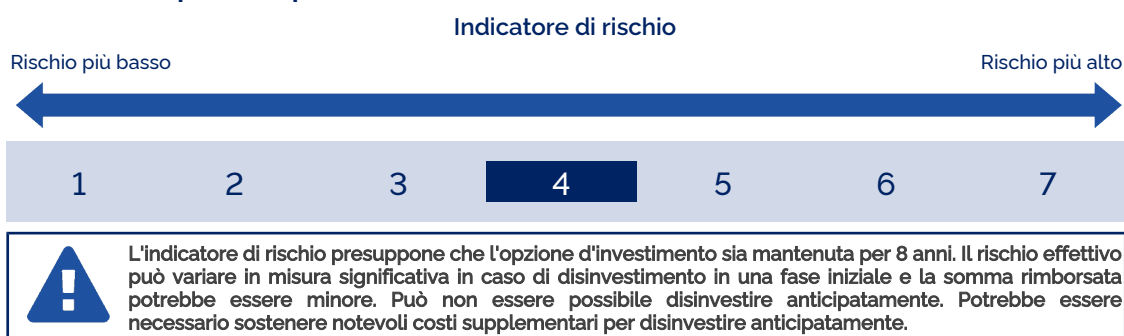 Indicatore di rischio
Rischio più basso Rischio più alto
1 2 3 4 5 6 7
L'indicatore di rischio presuppone che l'opzione d'investimento sia mantenuta per 8 anni. Il rischio effettivo
può variare in misura significativa in caso di disinvestimento in una fase iniziale e la somma rimborsata
potrebbe essere minore. Può non essere possibile disinvestire anticipatamente. Potrebbe essere
necessario sostenere notevoli costi supplementari per disinvestire anticipatamente.